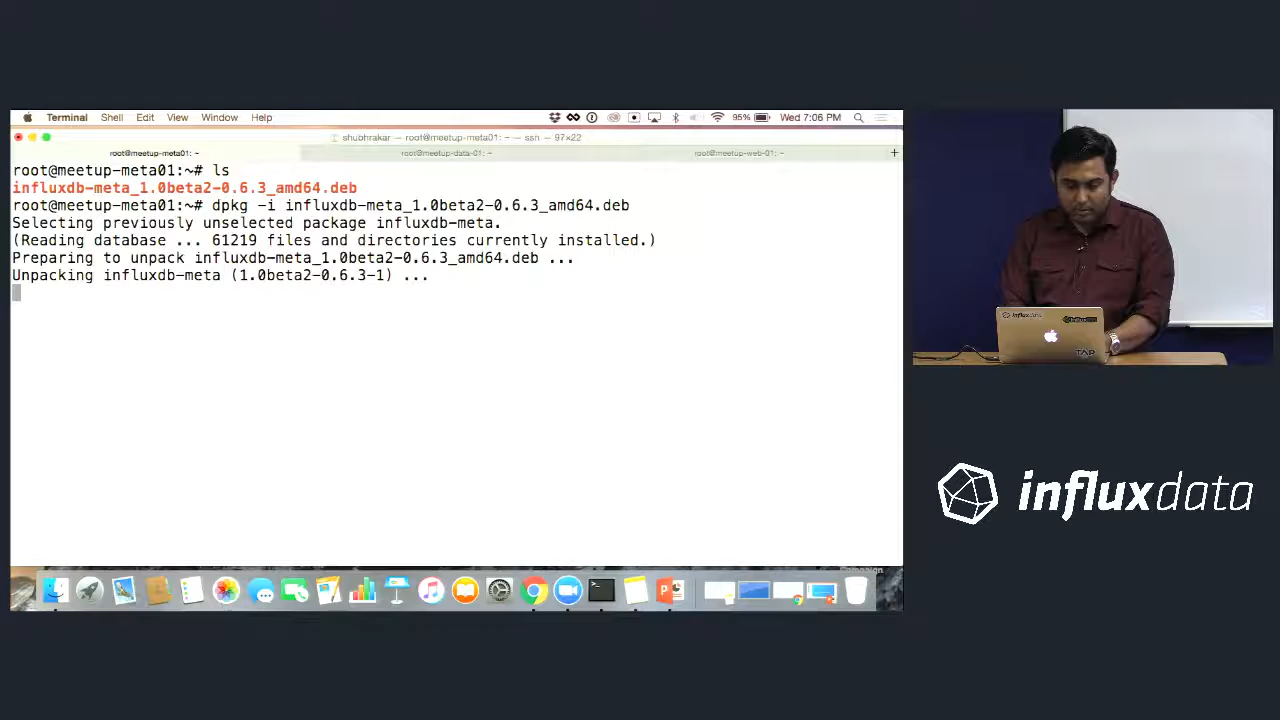 Terminal Shell Edit View Window Help 95% Wed 7:06 PM
shubhrakar — root@meetup-meta01: ~ — ssh — 97x22
root@meetup-meta01: ~ root@meetup-data-01: ~ root@meetup-web-01: ~ +
root@meetup-meta01:~# ls
influxdb-meta_1.0beta2-0.6.3_amd64.deb
root@meetup-meta01:~# dpkg -i influxdb-meta_1.0beta2-0.6.3_amd64.deb
Selecting previously unselected package influxdb-meta.
(Reading database ... 61219 files and directories currently installed.)
Preparing to unpack influxdb-meta_1.0beta2-0.6.3_amd64.deb ...
Unpacking influxdb-meta (1.0beta2-0.6.3-1) ...
Campaign
influxdata
TAP
influxdata